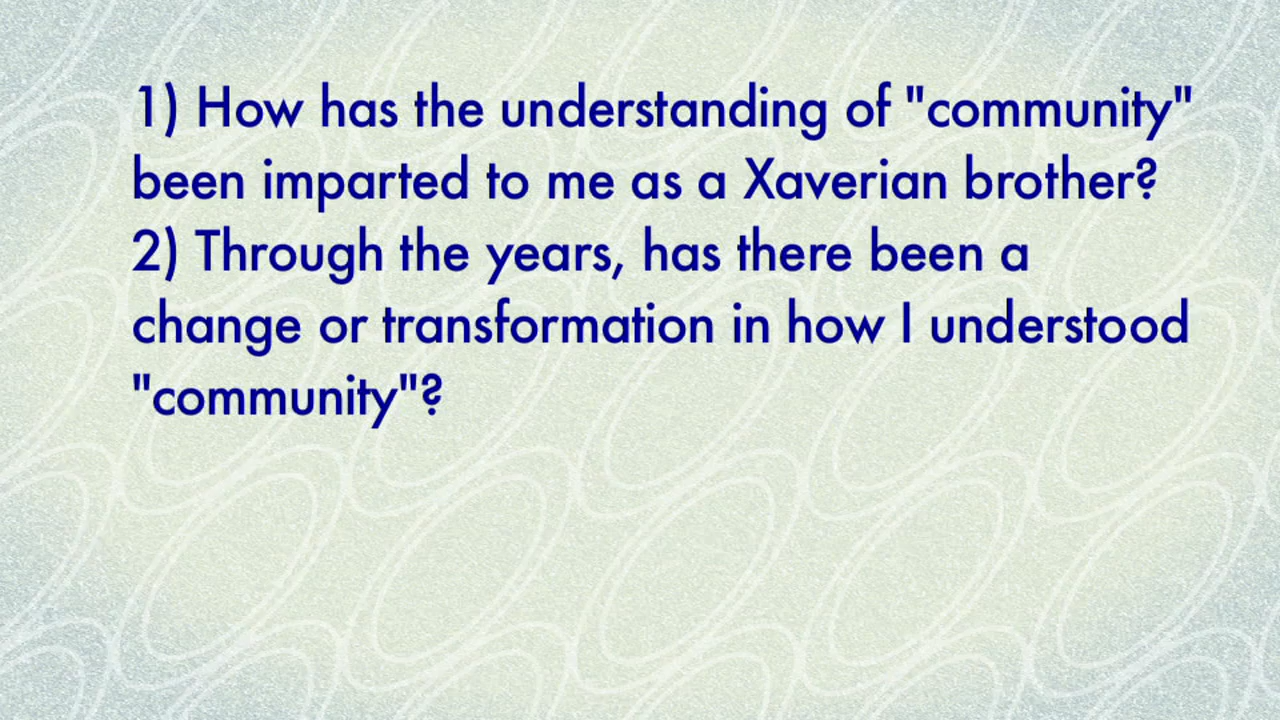 1) How has the understanding of "community"
been imparted to me as a Xaverian brother?
2) Through the years, has there been a
change or transformation in how I understood
"community"?